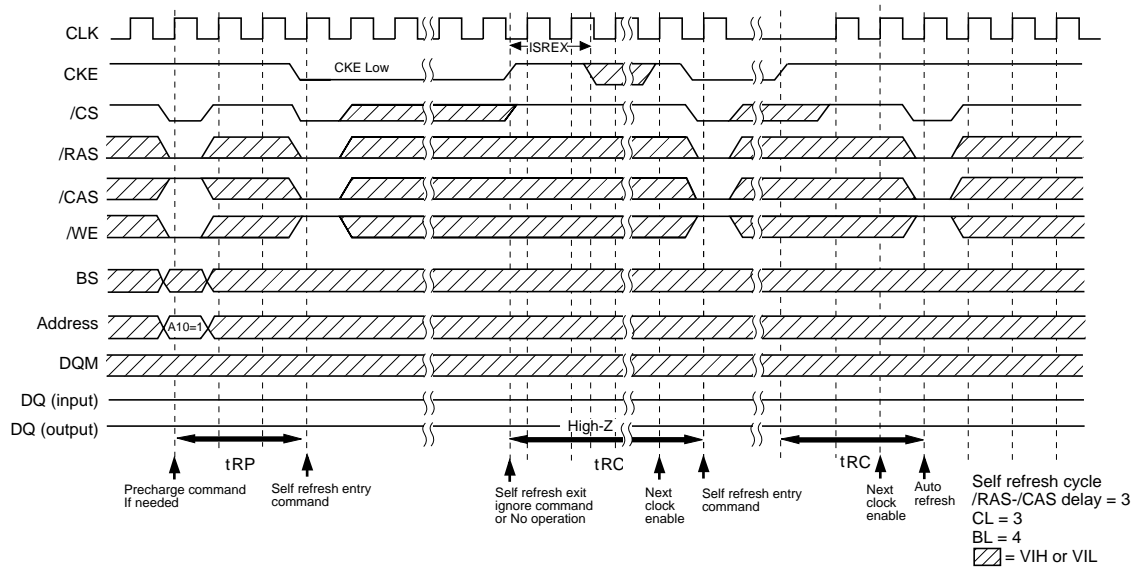 CLK
lSREX
CKE
CKE Low
/CS
/RAS
/CAS
/WE
BS
Address
A10=1
DQM
DQ (input)
DQ (output)
High-Z
tRP
tRC
tRC
Precharge command
If needed
Self refresh entry
command
Self refresh exit
ignore command
or No operation
Next
clock
enable
Self refresh entry
command
Next
clock
enable
Auto
refresh
Self refresh cycle
/RAS-/CAS delay = 3
CL = 3
BL = 4
= VIH or VIL